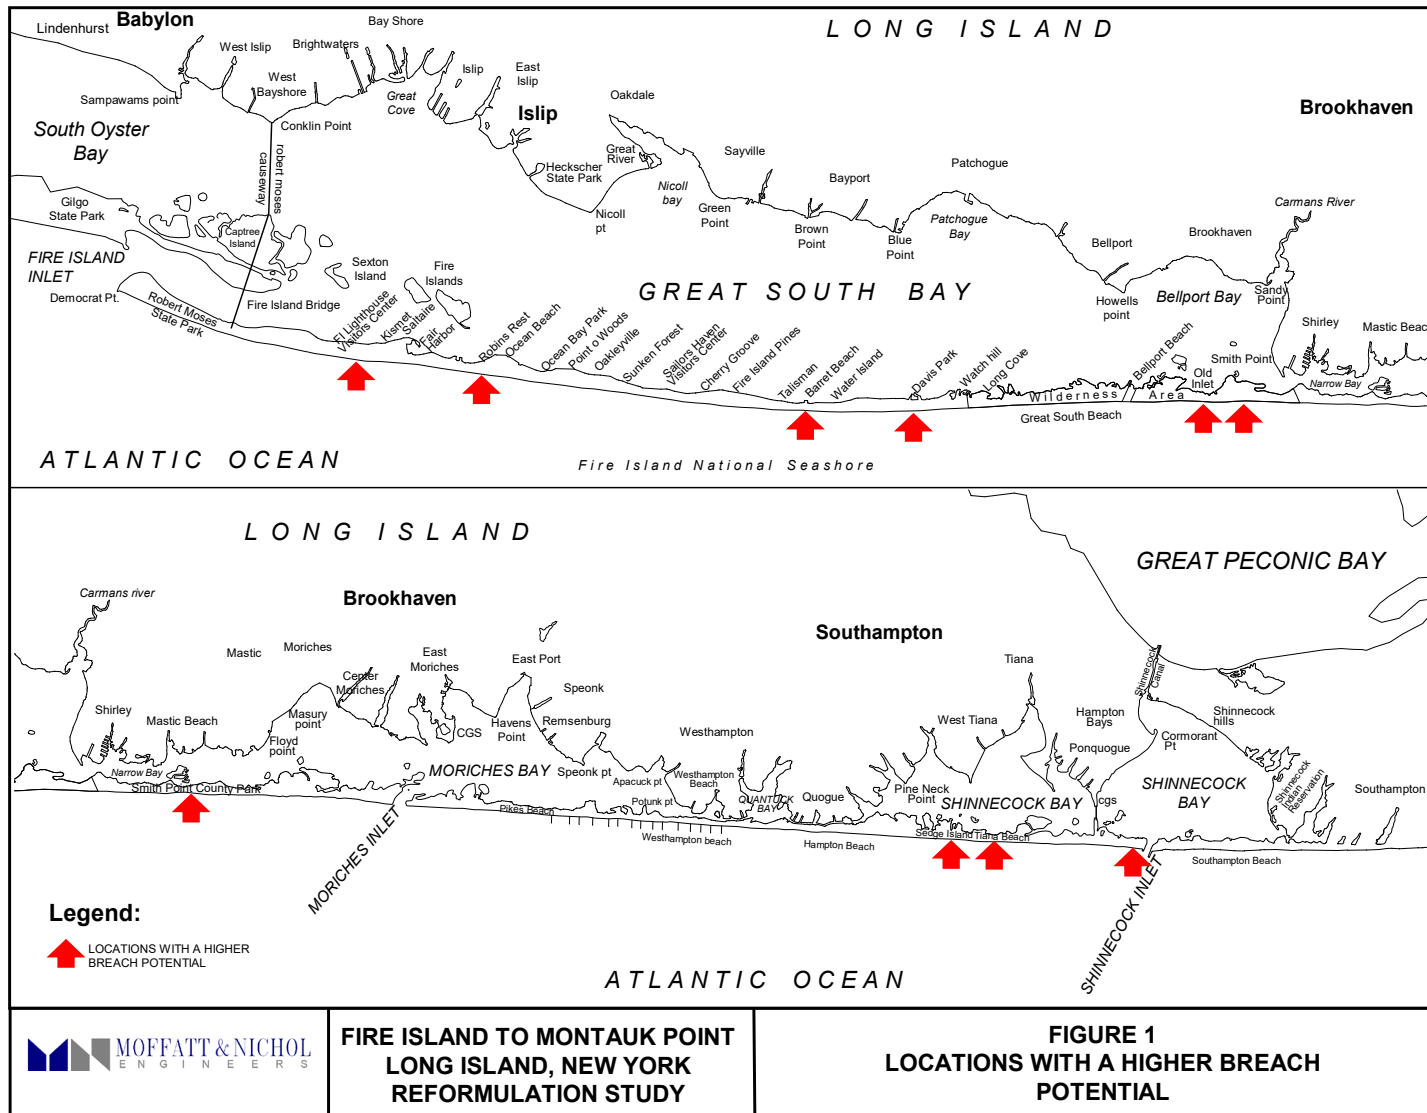 LONG ISLAND
Lindenhurst
Babylon
Bay Shore
West Islip
Brightwaters
Islip
East
Islip
West
Bayshore
Great
Cove
Sampawams point
Oakdale
Islip
Brookhaven
South Oyster
Bay
Conklin Point
robert moses
causeway
Great
River
Heckscher
State Park
Sayville
Patchogue
Bayport
Nicoll
bay
Nicoll
pt
Green
Point
Brown
Point
Blue
Point
Patchogue
Bay
Carmans River
Bellport
Brookhaven
Gilgo
State Park
Captree
Island
FIRE ISLAND
INLET
Sexton
Island
Fire
Islands
Democrat Pt.
Robert Moses
State Park
Fire Island Bridge
GREAT SOUTH BAY
Howells
point
Bellport Bay
Sandy
Point
Shirley
Mastic Beac
FI Lighthouse
Visitors Center
Kismet
Saltaire
Fair
Harbor
Robins Rest
Ocean Beach
Ocean Bay Park
Point o Woods
Oakleyville
Sunken Forest
Sailors Haven
Visitors Center
Cherry Groove
Fire Island Pines
Talisman
Barret Beach
Water Island
Davis Park
Watch hill
Long Cove
Bellport Beach
Old
Inlet
Smith Point
Narrow Bay
Wilderness
Area
Great South Beach
ATLANTIC OCEAN
Fire Island National Seashore
LONG ISLAND
GREAT PECONIC BAY
Carmans river
Brookhaven
Southampton
Mastic
Moriches
East
Moriches
East Port
Center
Moriches
Speonk
Tiana
Shinnecock
Canal
Shirley
Mastic Beach
Masury
point
Floyd
point
CGS
Havens
Point
Remsenburg
Westhampton
West Tiana
Hampton
Bays
Shinnecock
hills
Cormorant
Pt
Ponquogue
Narrow Bay
MORICHES BAY
Speonk pt
Apacuck pt
Westhampton
Beach
Potunk pt
QUANTUCK
BAY
Quogue
Pine Neck
Point
SHINNECOCK BAY
cgs
SHINNECOCK
BAY
Shinnecock
Indian
Reservation
Southampton
Smith Point County Park
Pikes Beach
Westhampton beach
Hampton Beach
Sedge Island
Tiana Beach
Southampton Beach
MORICHES INLET
SHINNECOCK INLET
Legend:
LOCATIONS WITH A HIGHER
BREACH POTENTIAL
ATLANTIC OCEAN
MOFFATT & NICHOL
ENGINEERS
FIRE ISLAND TO MONTAUK POINT
LONG ISLAND, NEW YORK
REFORMULATION STUDY
FIGURE 1
LOCATIONS WITH A HIGHER BREACH
POTENTIAL